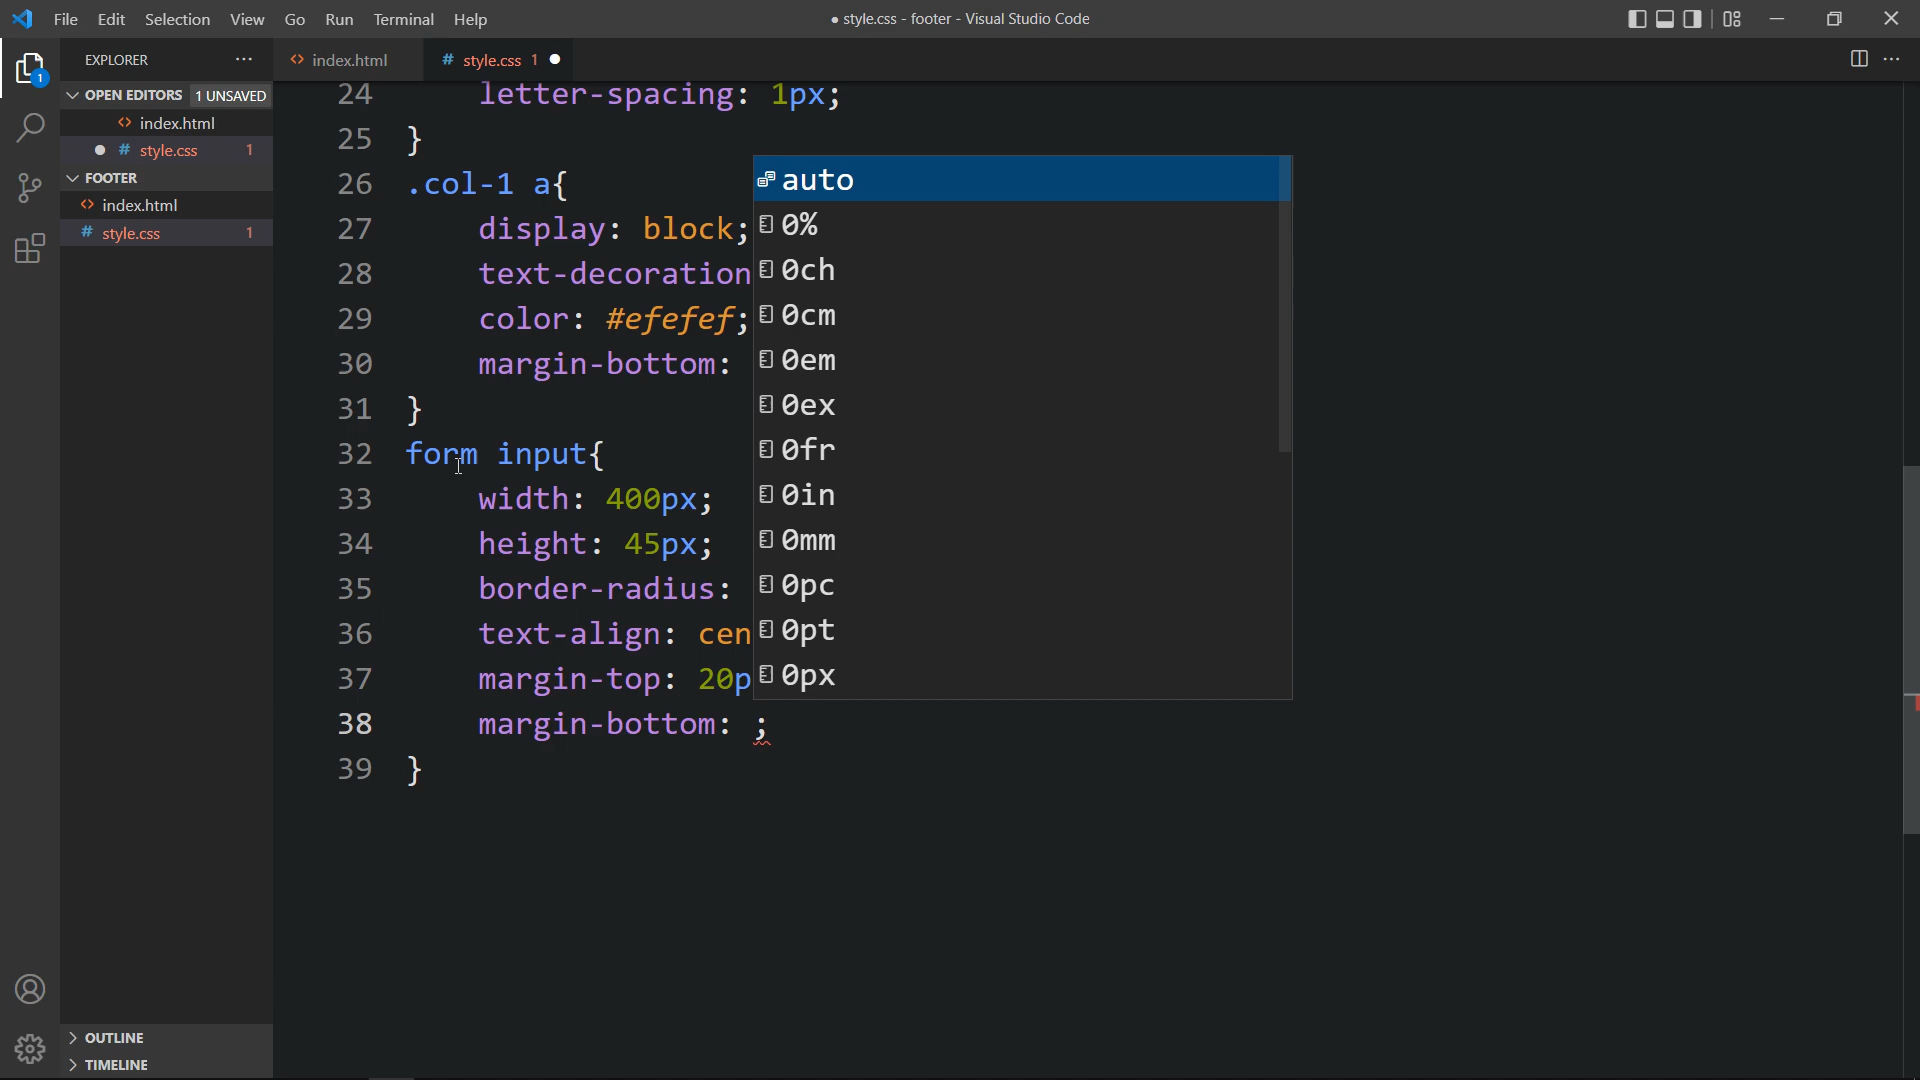 File Edit Selection View Go Run Terminal Help
● style.css - footer - Visual Studio Code
EXPLORER
index.html
# style.css 1
OPEN EDITORS 1 UNSAVED
index.html
# style.css 1
FOOTER
index.html
# style.css 1
1
24 letter-spacing: 1px;
25 }
26 .col-1 a{
27 display: block;
28 text-decoration
29 color: #efefef;
30 margin-bottom:
31 }
32 form input{
33 width: 400px;
34 height: 45px;
35 border-radius:
36 text-align: cen
37 margin-top: 20p
38 margin-bottom: ;
39 }
auto
0%
0ch
0cm
0em
0ex
0fr
0in
0mm
0pc
0pt
0px
OUTLINE
TIMELINE